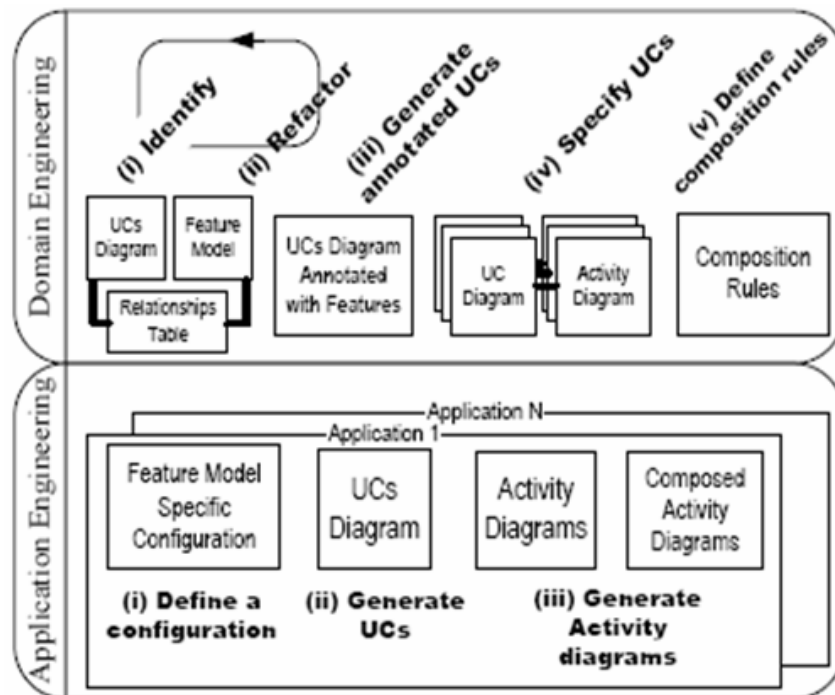 Domain Engineering
(i) Identify
(ii) Refactor
(iii) Generate
annotated UCs
(iv) Specify UCs
(v) Define
composition rules
UCs
Diagram
Feature
Model
Relationships
Table
UCs Diagram
Annotated
with Features
UC
Diagram
Activity
Diagram
Composition
Rules
Application Engineering
Application N
Application 1
Feature Model
Specific
Configuration
UCs
Diagram
Activity
Diagrams
Composed
Activity
Diagrams
(i) Define a
configuration
(ii) Generate
UCs
(iii) Generate
Activity
diagrams